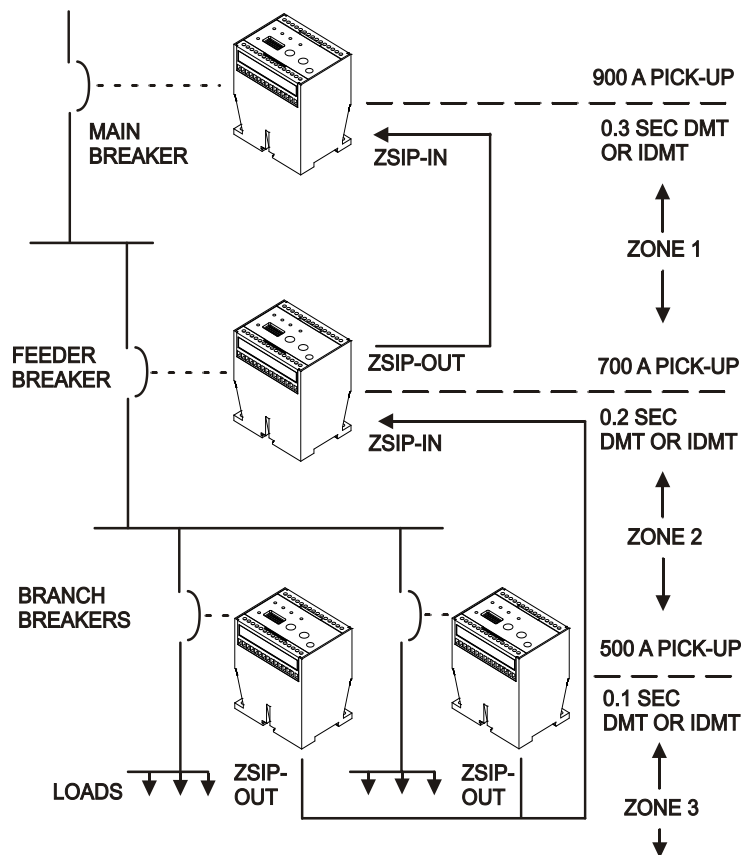 900 A PICK-UP
MAIN
BREAKER
ZSIP-IN
0.3 SEC DMT
OR IDMT
ZONE 1
FEEDER
BREAKER
ZSIP-OUT
700 A PICK-UP
ZSIP-IN
0.2 SEC
DMT OR IDMT
ZONE 2
BRANCH
BREAKERS
500 A PICK-UP
0.1 SEC
DMT OR IDMT
LOADS
ZSIP-
OUT
ZSIP-
OUT
ZONE 3